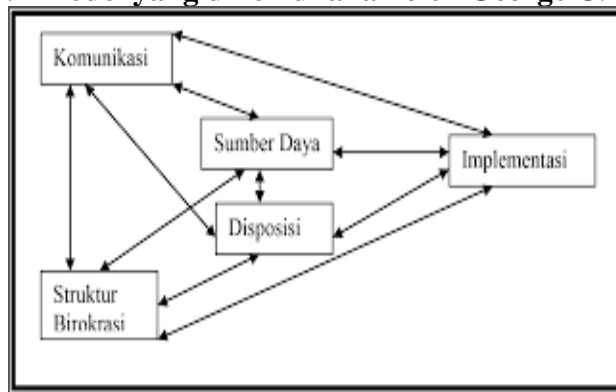 Komunikasi
Sumber Daya
Implementasi
Disposisi
Struktur
Birokrasi